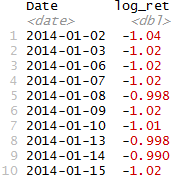 Date log_ret
<date> <dbl>
1 2014-01-02 -1.04
2 2014-01-03 -1.02
3 2014-01-06 -1.02
4 2014-01-07 -1.02
5 2014-01-08 -0.998
6 2014-01-09 -1.02
7 2014-01-10 -1.01
8 2014-01-13 -0.998
9 2014-01-14 -0.990
10 2014-01-15 -1.02